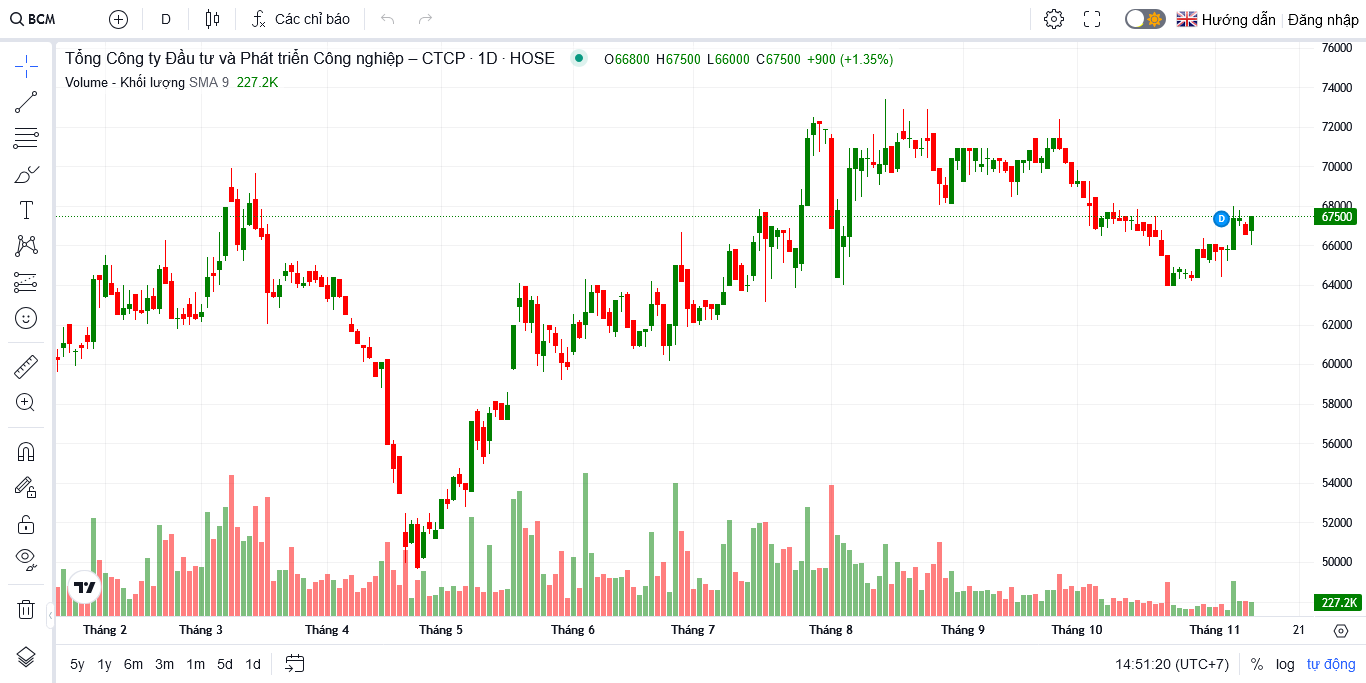 BCM D Các chỉ báo Hướng dẫn Đăng nhập
Tổng Công ty Đầu tư và Phát triển Công nghiệp – CTCP · 1D · HOSE O66800 H67500 L66000 C67500 +900 (+1.35%)
Volume - Khối lượng SMA 9 227.2K
76000
74000
72000
70000
68000
D
67500
66000
64000
62000
60000
58000
56000
54000
52000
50000
227.2K
Tháng 2 Tháng 3 Tháng 4 Tháng 5 Tháng 6 Tháng 7 Tháng 8 Tháng 9 Tháng 10 Tháng 11 21
5y 1y 6m 3m 1m 5d 1d 14:51:20 (UTC+7) % log tự động